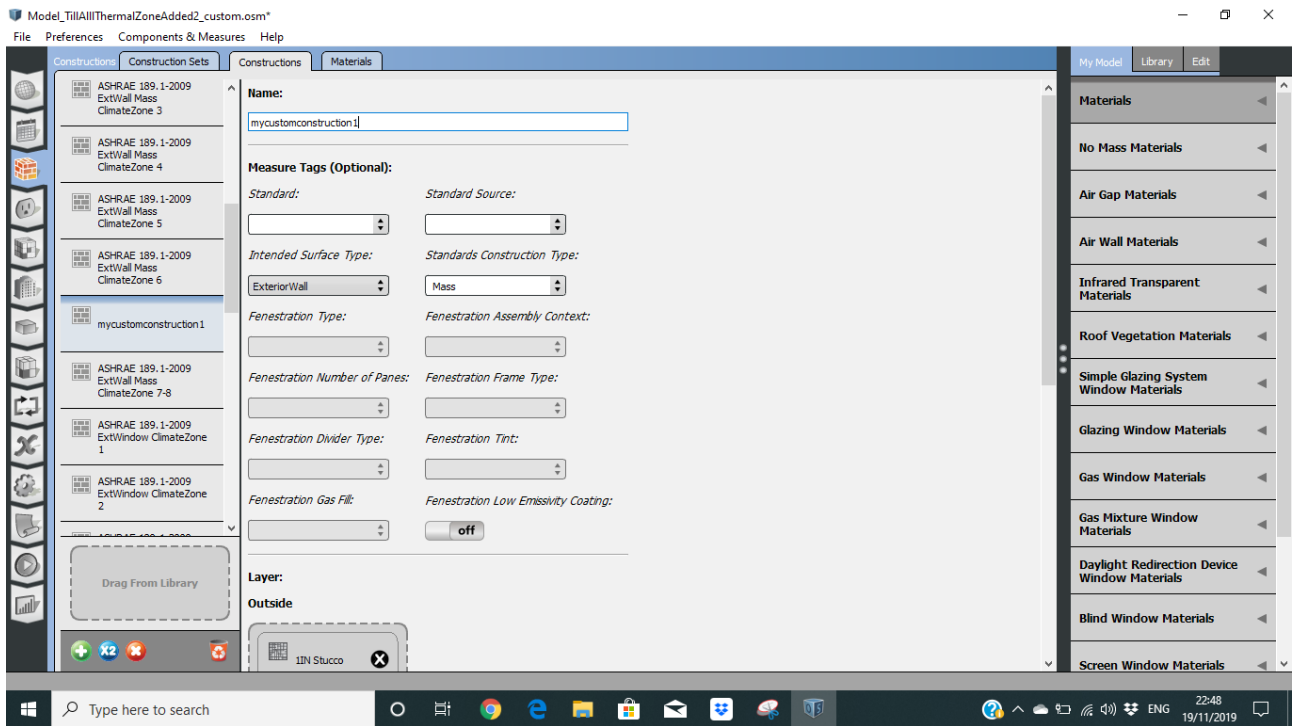 Model_TillAllIThermalZoneAdded2_custom.osm*
File Preferences Components & Measures Help
Constructions
Construction Sets
Constructions
Materials
My Model
Library
Edit
ASHRAE 189.1-2009
ExtWall Mass
ClimateZone 3
ASHRAE 189.1-2009
ExtWall Mass
ClimateZone 4
ASHRAE 189.1-2009
ExtWall Mass
ClimateZone 5
ASHRAE 189.1-2009
ExtWall Mass
ClimateZone 6
mycustomconstruction1
ASHRAE 189.1-2009
ExtWall Mass
ClimateZone 7-8
ASHRAE 189.1-2009
ExtWindow ClimateZone
1
ASHRAE 189.1-2009
ExtWindow ClimateZone
2
Drag From Library
X2
Name:
mycustomconstruction1
Measure Tags (Optional):
Standard: Standard Source:
Intended Surface Type: Standards Construction Type:
ExteriorWall Mass
Fenestration Type: Fenestration Assembly Context:
Fenestration Number of Panes: Fenestration Frame Type:
Fenestration Divider Type: Fenestration Tint:
Fenestration Gas Fill: Fenestration Low Emissivity Coating:
off
Layer:
Outside
1IN Stucco
Materials
No Mass Materials
Air Gap Materials
Air Wall Materials
Infrared Transparent
Materials
Roof Vegetation Materials
Simple Glazing System
Window Materials
Glazing Window Materials
Gas Window Materials
Gas Mixture Window
Materials
Daylight Redirection Device
Window Materials
Blind Window Materials
Screen Window Materials
Type here to search
ENG
22:48
19/11/2019